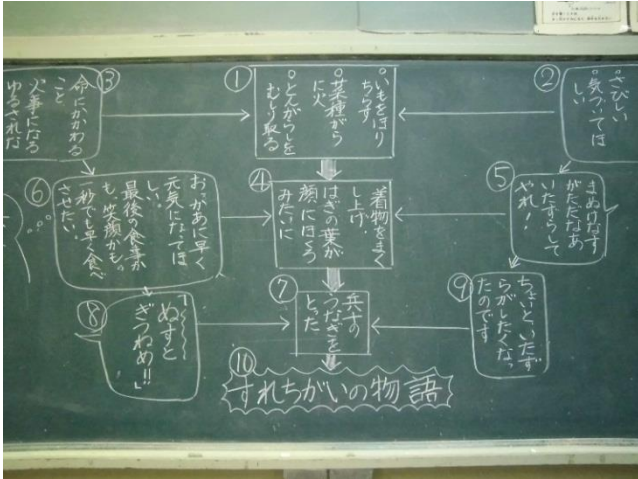 ①
○いもをほり
ちらす
○菜種がら
に火
○とんがらしを
むしり取る
②
○さびしい
○気づいてほ
しい
③
命にかかわる
こと
火事になる
ゆるされな
④
着物をまく
し上げ
はぎの葉が
顔にほくろ
みたいに
⑤
まぬけなす
がただなあ
いたずらして
やれ!
⑥
おっかあに早く
元気になってほ
しい。
最後の食事か
も。笑顔かも。
一秒でも早く食べ
させたい。
⑦
兵十の
つなぎを
とった
⑧
「く〜〜〜
ぬすと
ぎつねめ!!」
⑨
ちょいと、いたず
らがしたくなっ
たのです
⑩
すれちがいの物語